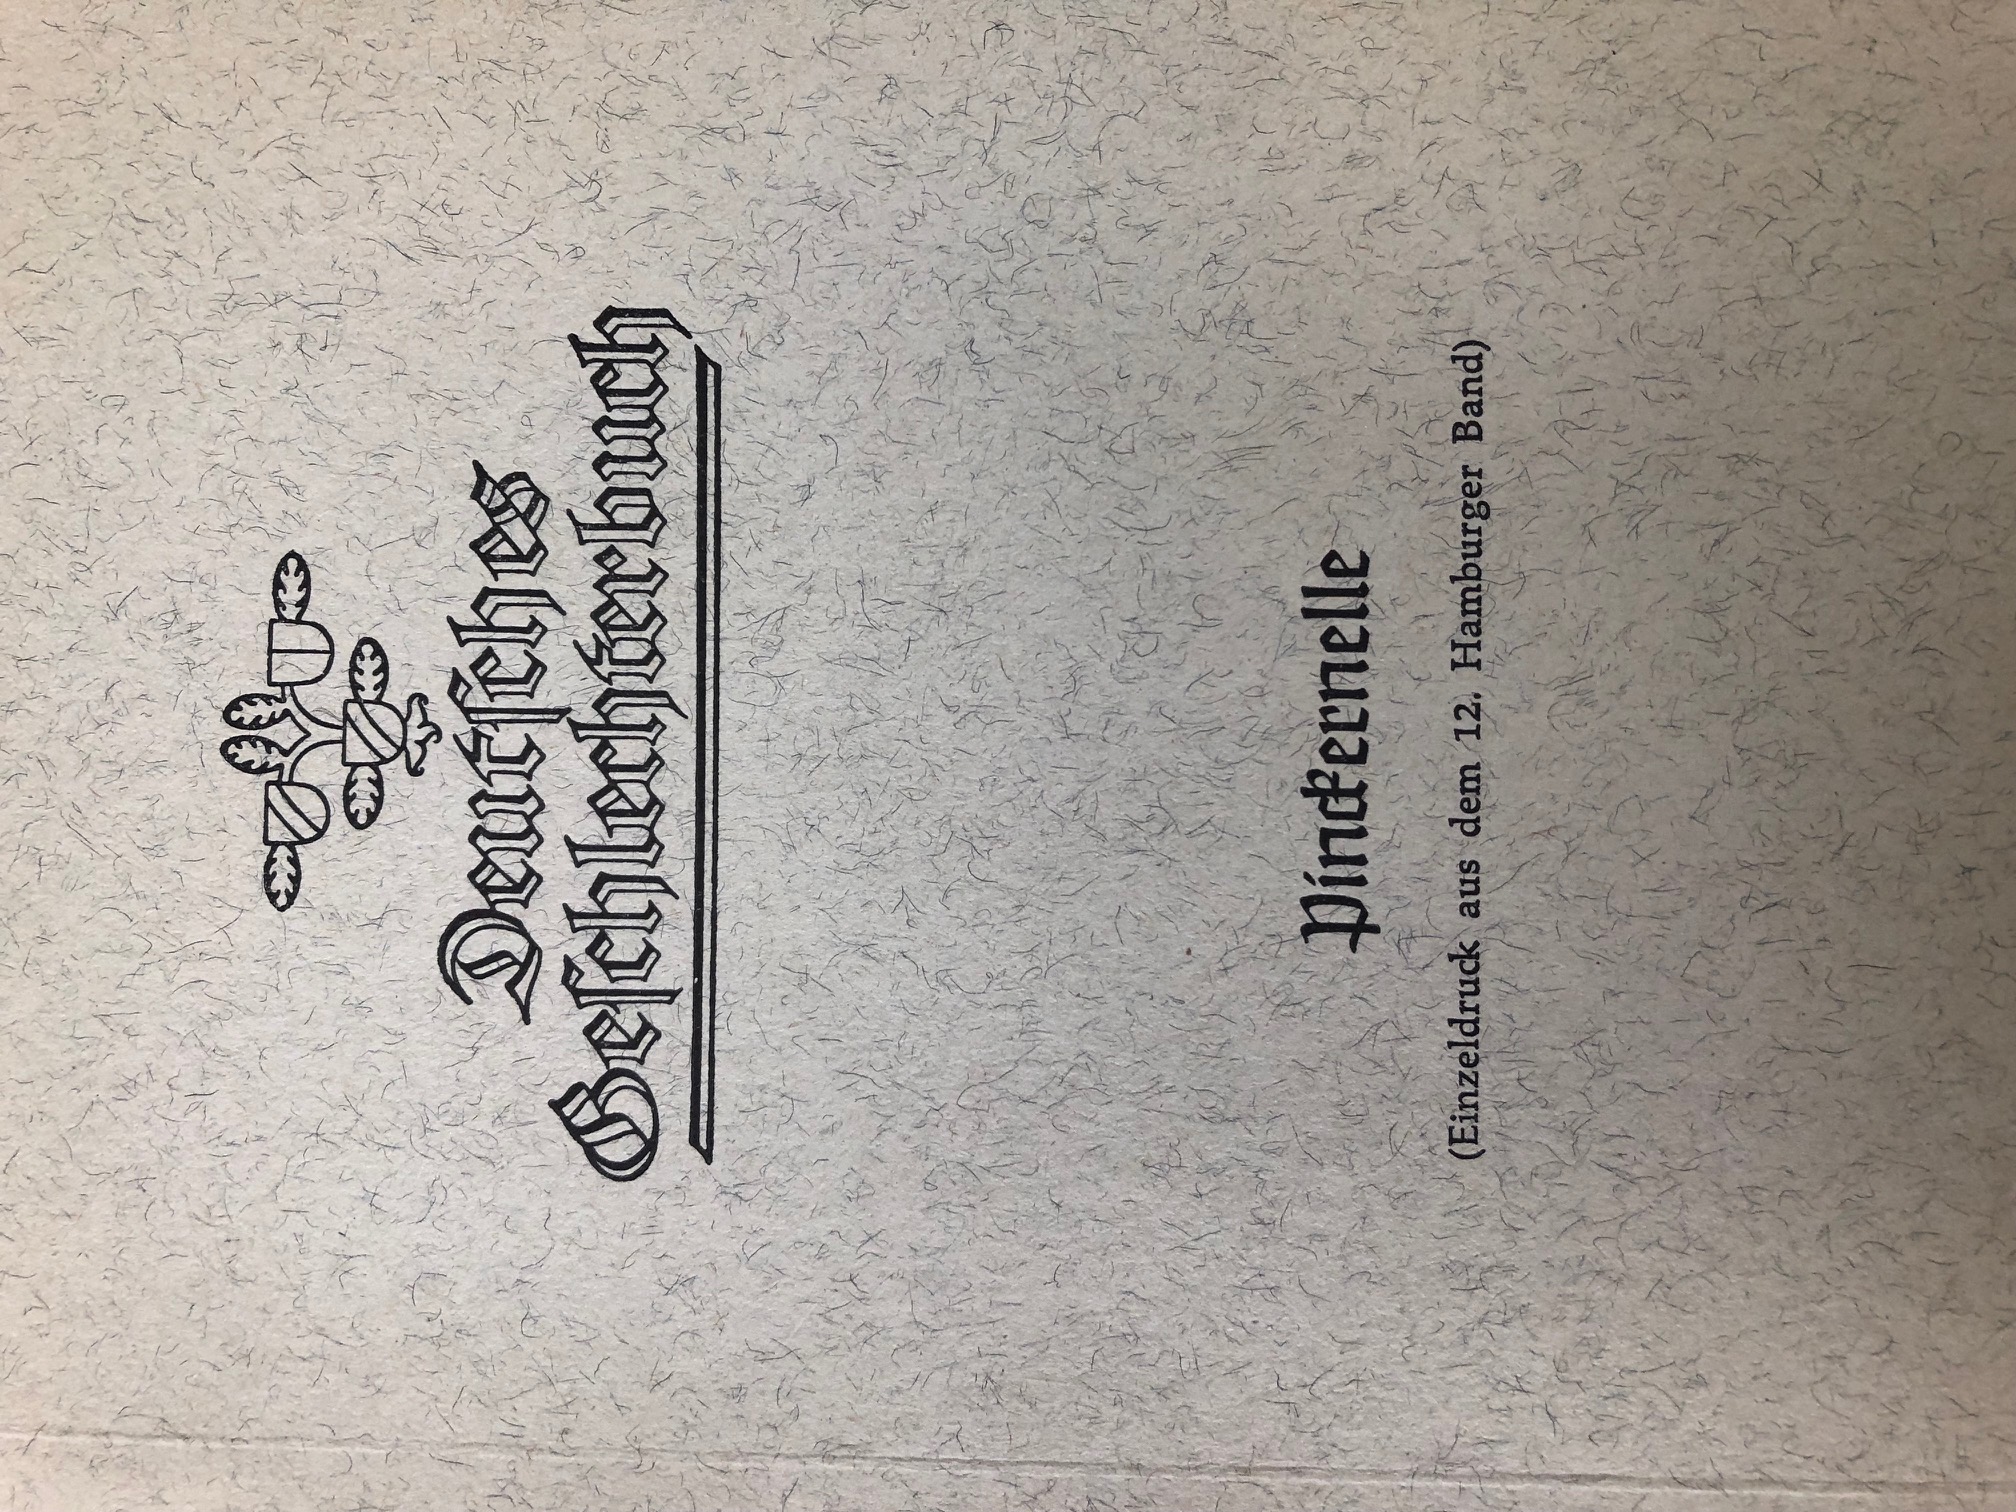 Deutſches
Geſchlechterbuch
Pinckernelle
(Einzeldruck aus dem 12. Hamburger Band)